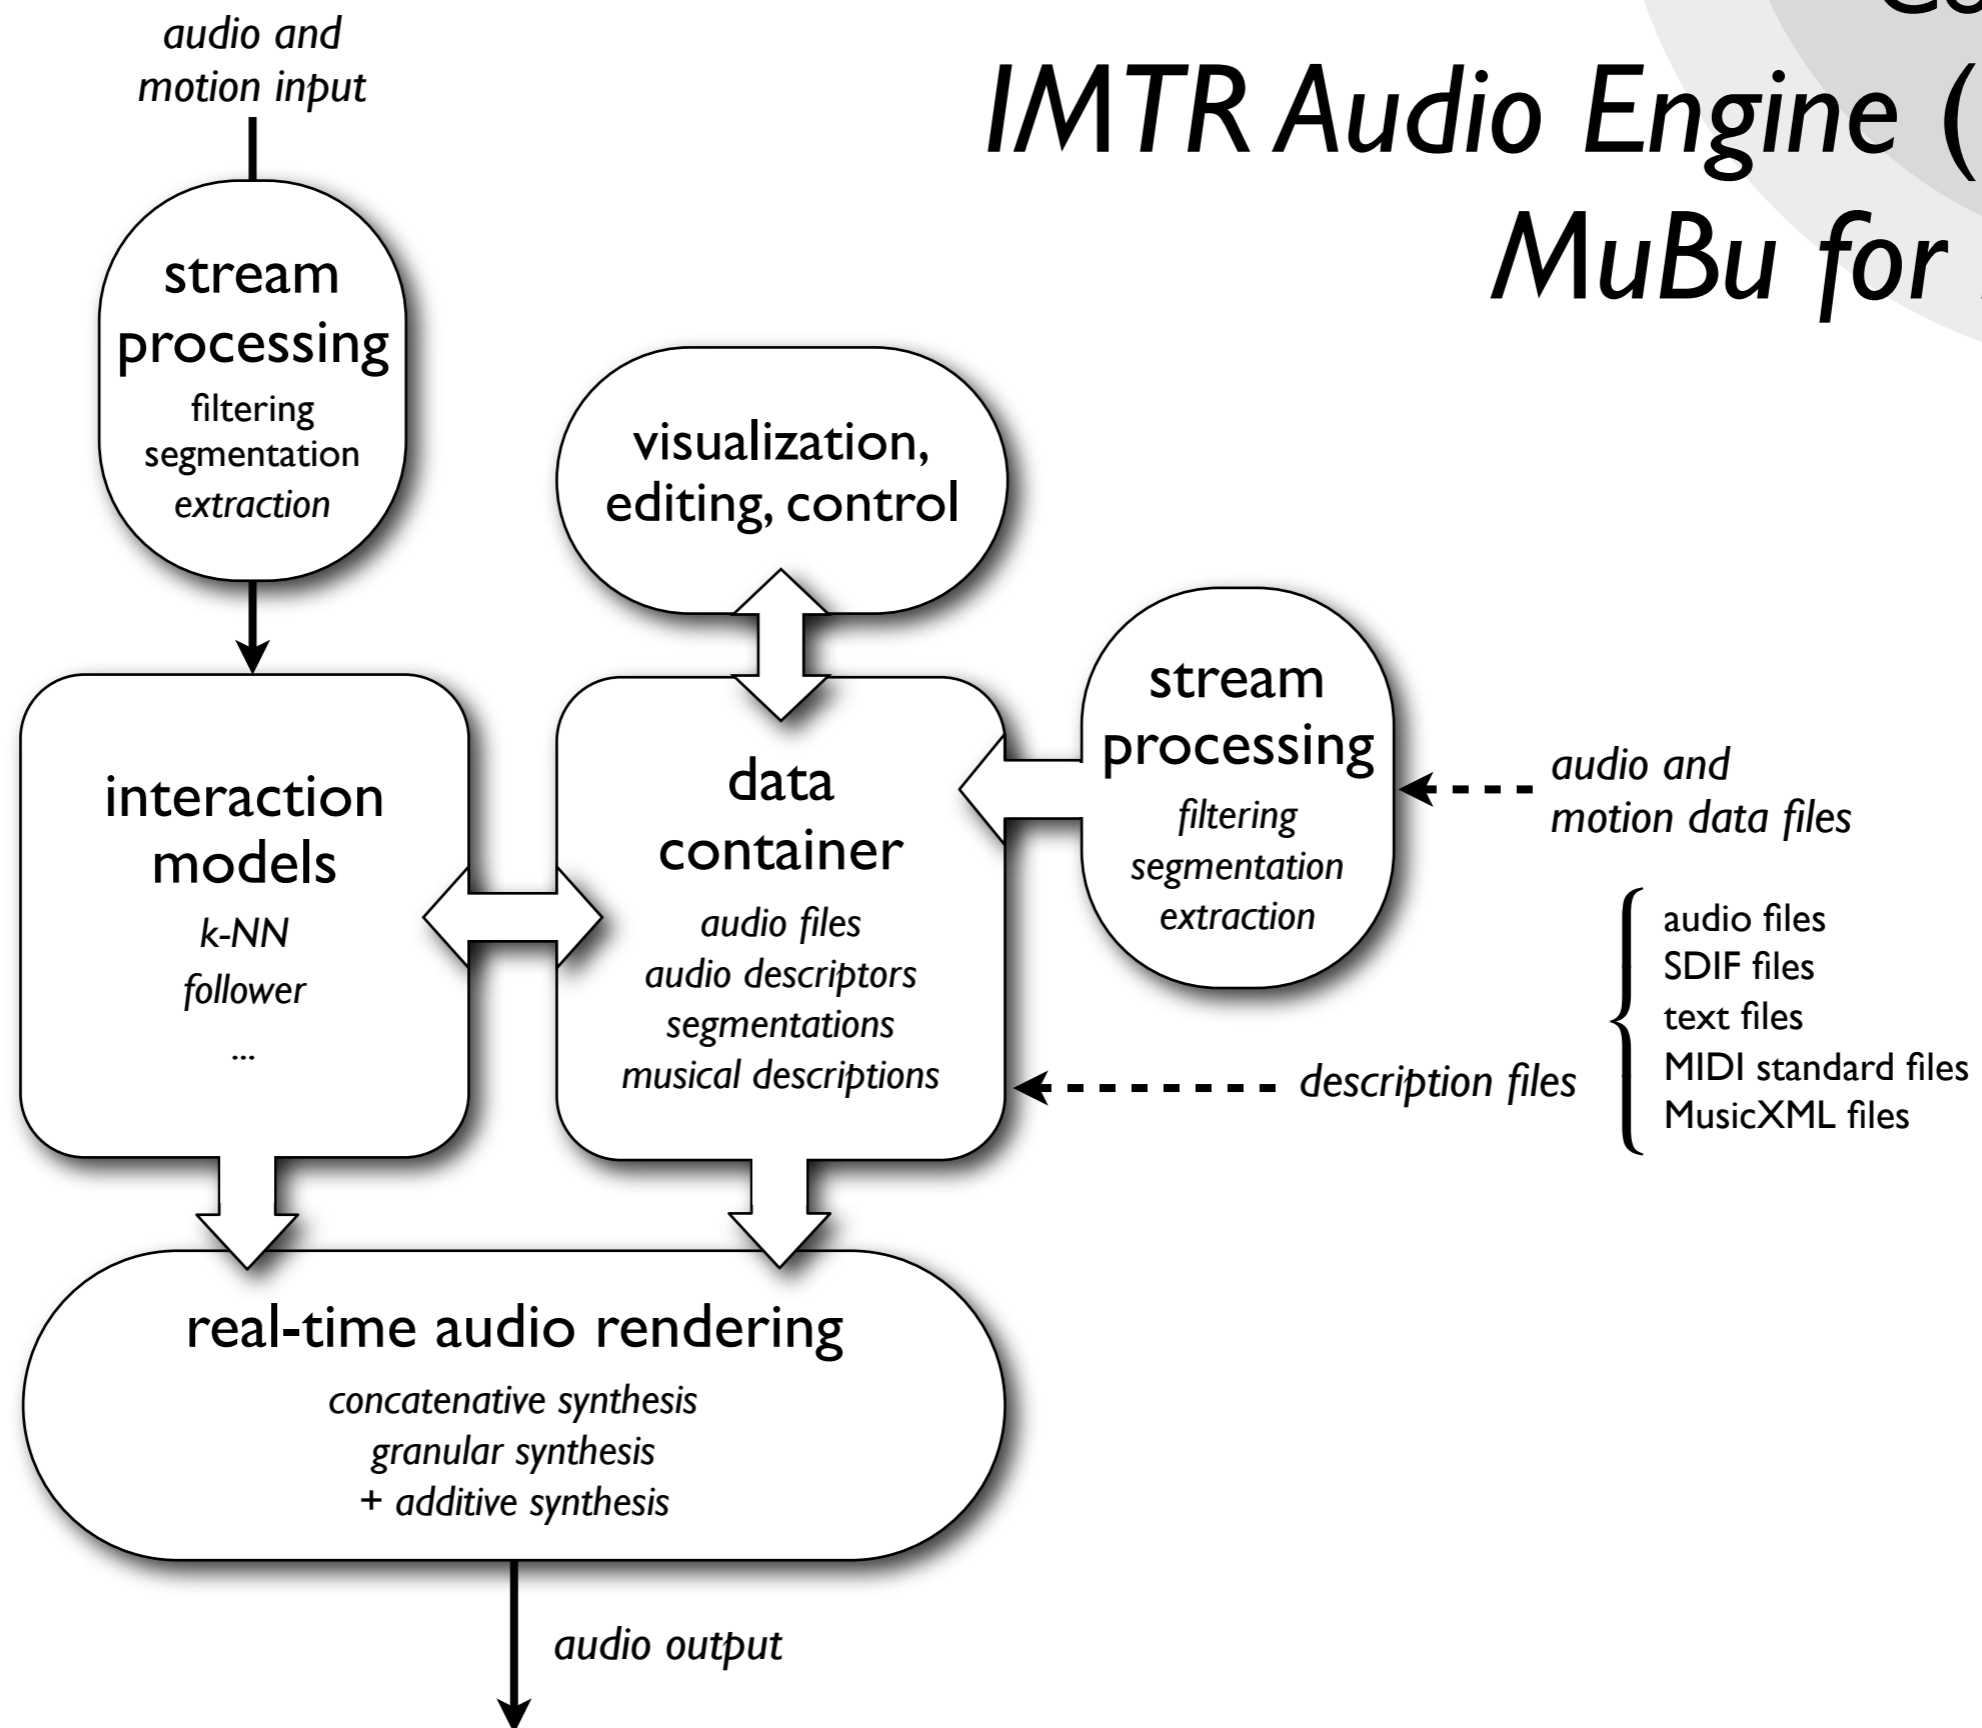 audio and
motion input
IMTR Audio Engine (
MuBu for
stream
processing
filtering
segmentation
extraction
visualization,
editing, control
stream
processing
filtering
segmentation
extraction
audio and
motion data files
interaction
models
k-NN
follower
...
data
container
audio files
audio descriptors
segmentations
musical descriptions
description files
audio files
SDIF files
text files
MIDI standard files
MusicXML files
real-time audio rendering
concatenative synthesis
granular synthesis
+ additive synthesis
audio output